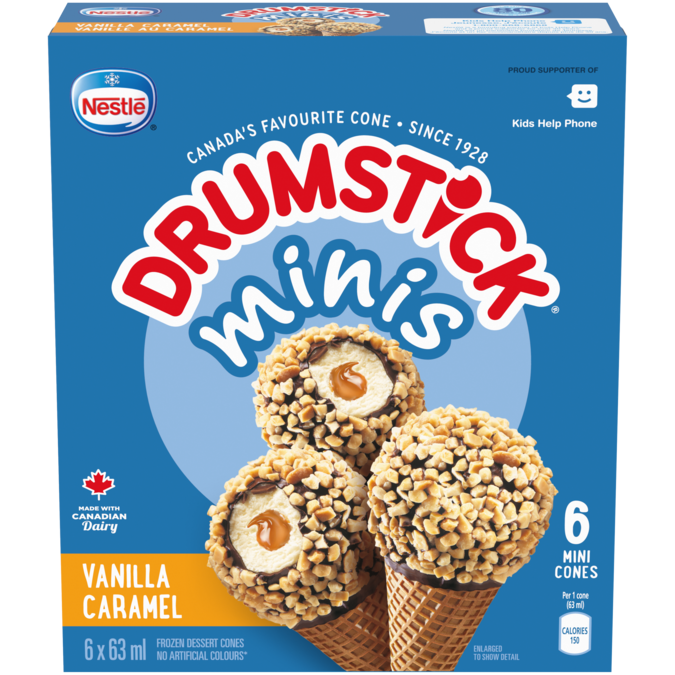 VANILLA CARAMEL
VANILLE AU CARAMEL
DRUMSTICK
minis
Nestlé
PROUD SUPPORTER OF
Kids Help Phone
CANADA'S FAVOURITE CONE • SINCE 1928
DRUMSTICK®
minis
MADE WITH
CANADIAN
Dairy
6
MINI
CONES
VANILLA
CARAMEL
Per 1 cone
(63 ml)
CALORIES
150
6 x 63 ml
FROZEN DESSERT CONES
NO ARTIFICIAL COLOURS*
ENLARGED
TO SHOW DETAIL